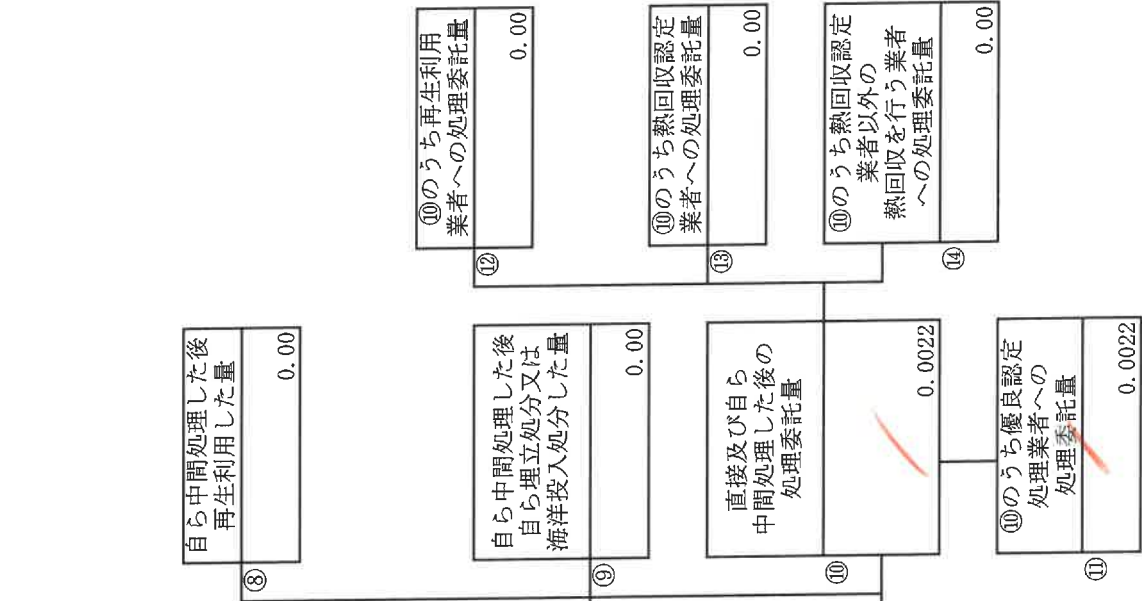 ⑧
自ら中間処理した後
再生利用した量
0.00
⑨
自ら中間処理した後
自ら埋立処分又は
海洋投入処分した量
0.00
⑩
直接及び自ら
中間処理した後の
処理委託量
0.0022
⑪
⑩のうち優良認定
処理業者への
処理委託量
0.0022
⑫
⑩のうち再生利用
業者への処理委託量
0.00
⑬
⑩のうち熱回収認定
業者への処理委託量
0.00
⑭
⑩のうち熱回収認定
業者以外の
熱回収を行う業者
への処理委託量
0.00